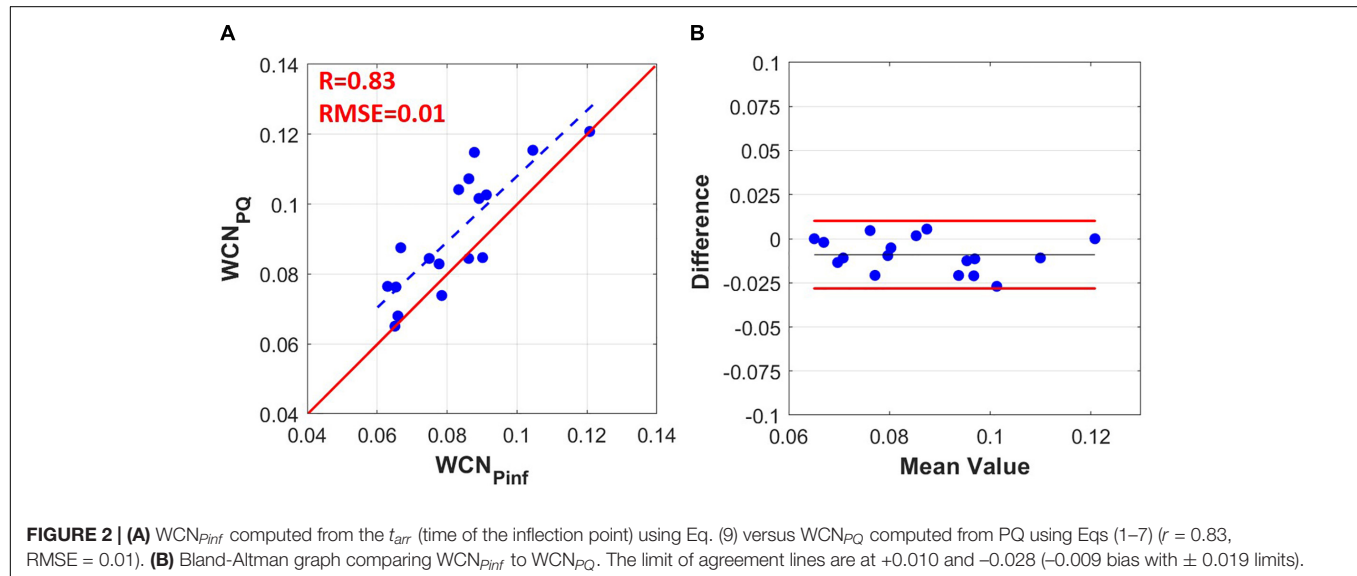 A
R=0.83
RMSE=0.01
0.14
0.12
0.1
0.08
0.06
0.04
WCN_PQ
0.04 0.06 0.08 0.1 0.12 0.14
WCN_Pinf
B
0.1
0.075
0.05
0.025
0
-0.025
-0.05
-0.075
-0.1
Difference
0.06 0.08 0.1 0.12
Mean Value
FIGURE 2 | (A) WCN_Pinf computed from the t_arr (time of the inflection point) using Eq. (9) versus WCN_PQ computed from PQ using Eqs (1–7) (r = 0.83,
RMSE = 0.01). (B) Bland-Altman graph comparing WCN_Pinf to WCN_PQ. The limit of agreement lines are at +0.010 and –0.028 (–0.009 bias with ± 0.019 limits).